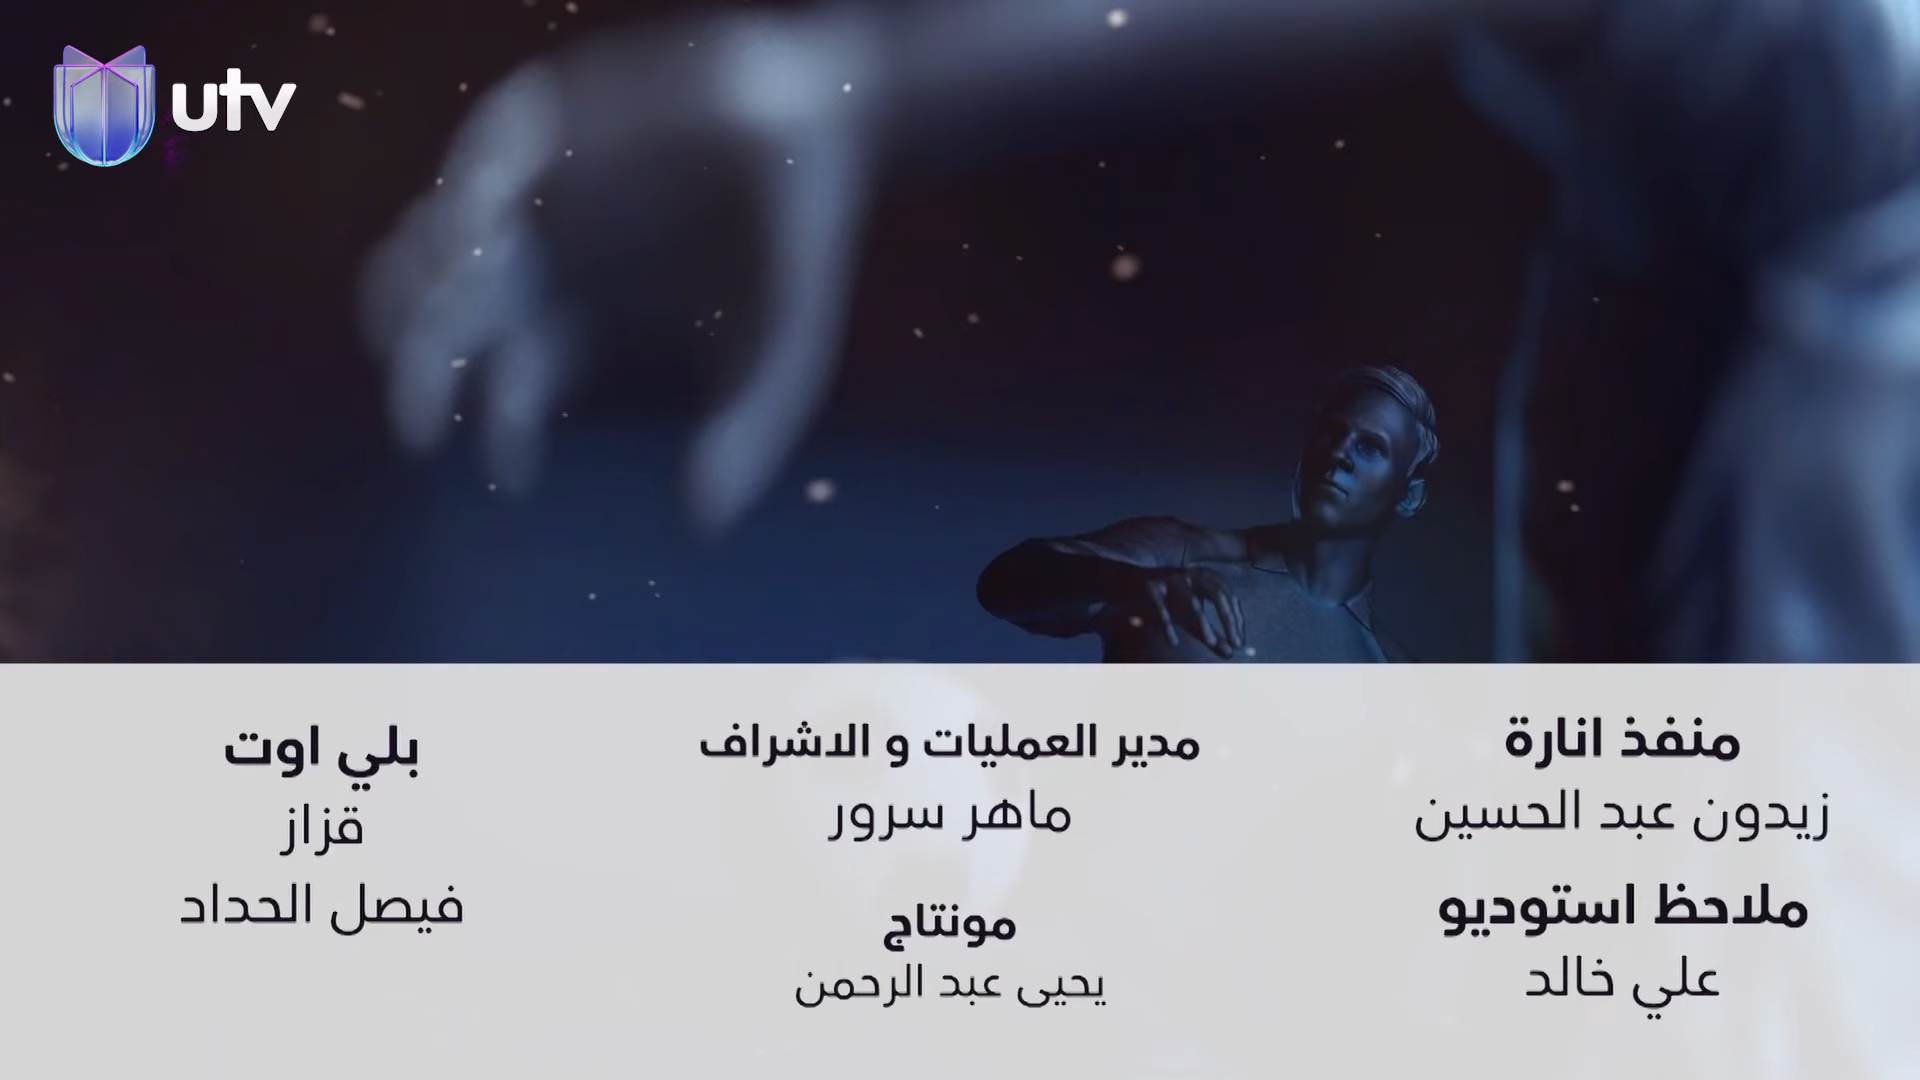 utv
منفذ انارة
زيدون عبد الحسين
ملاحظ استوديو
علي خالد
مدير العمليات و الاشراف
ماهر سرور
مونتاج
يحيى عبد الرحمن
بلي اوت
قزاز
فيصل الحداد